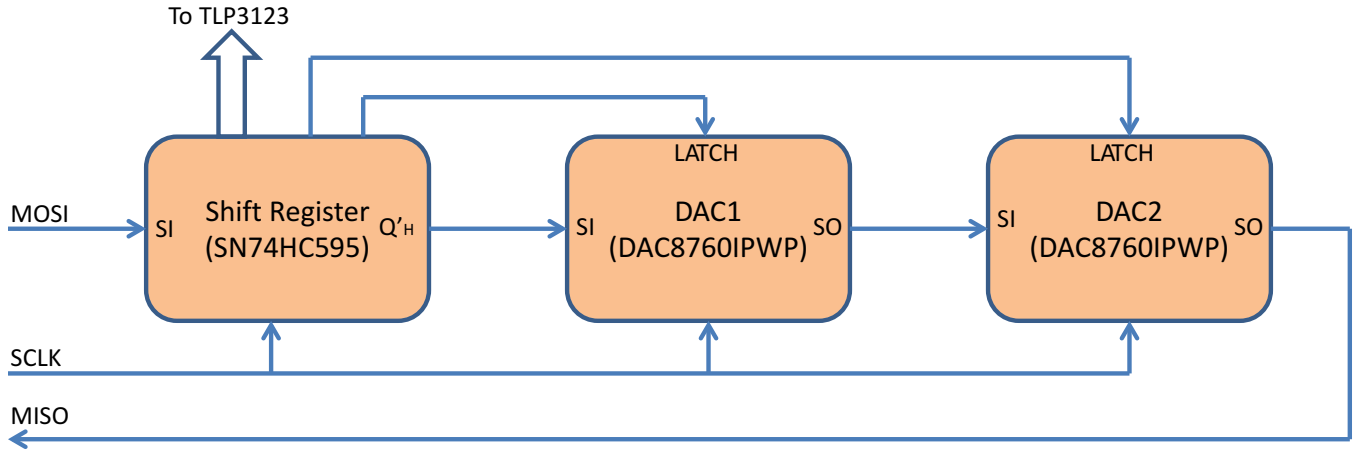 To TLP3123
LATCH
LATCH
MOSI
SI
Shift Register
(SN74HC595)
Q'H
SI
DAC1
(DAC8760IPWP)
SO
SI
DAC2
(DAC8760IPWP)
SO
SCLK
MISO